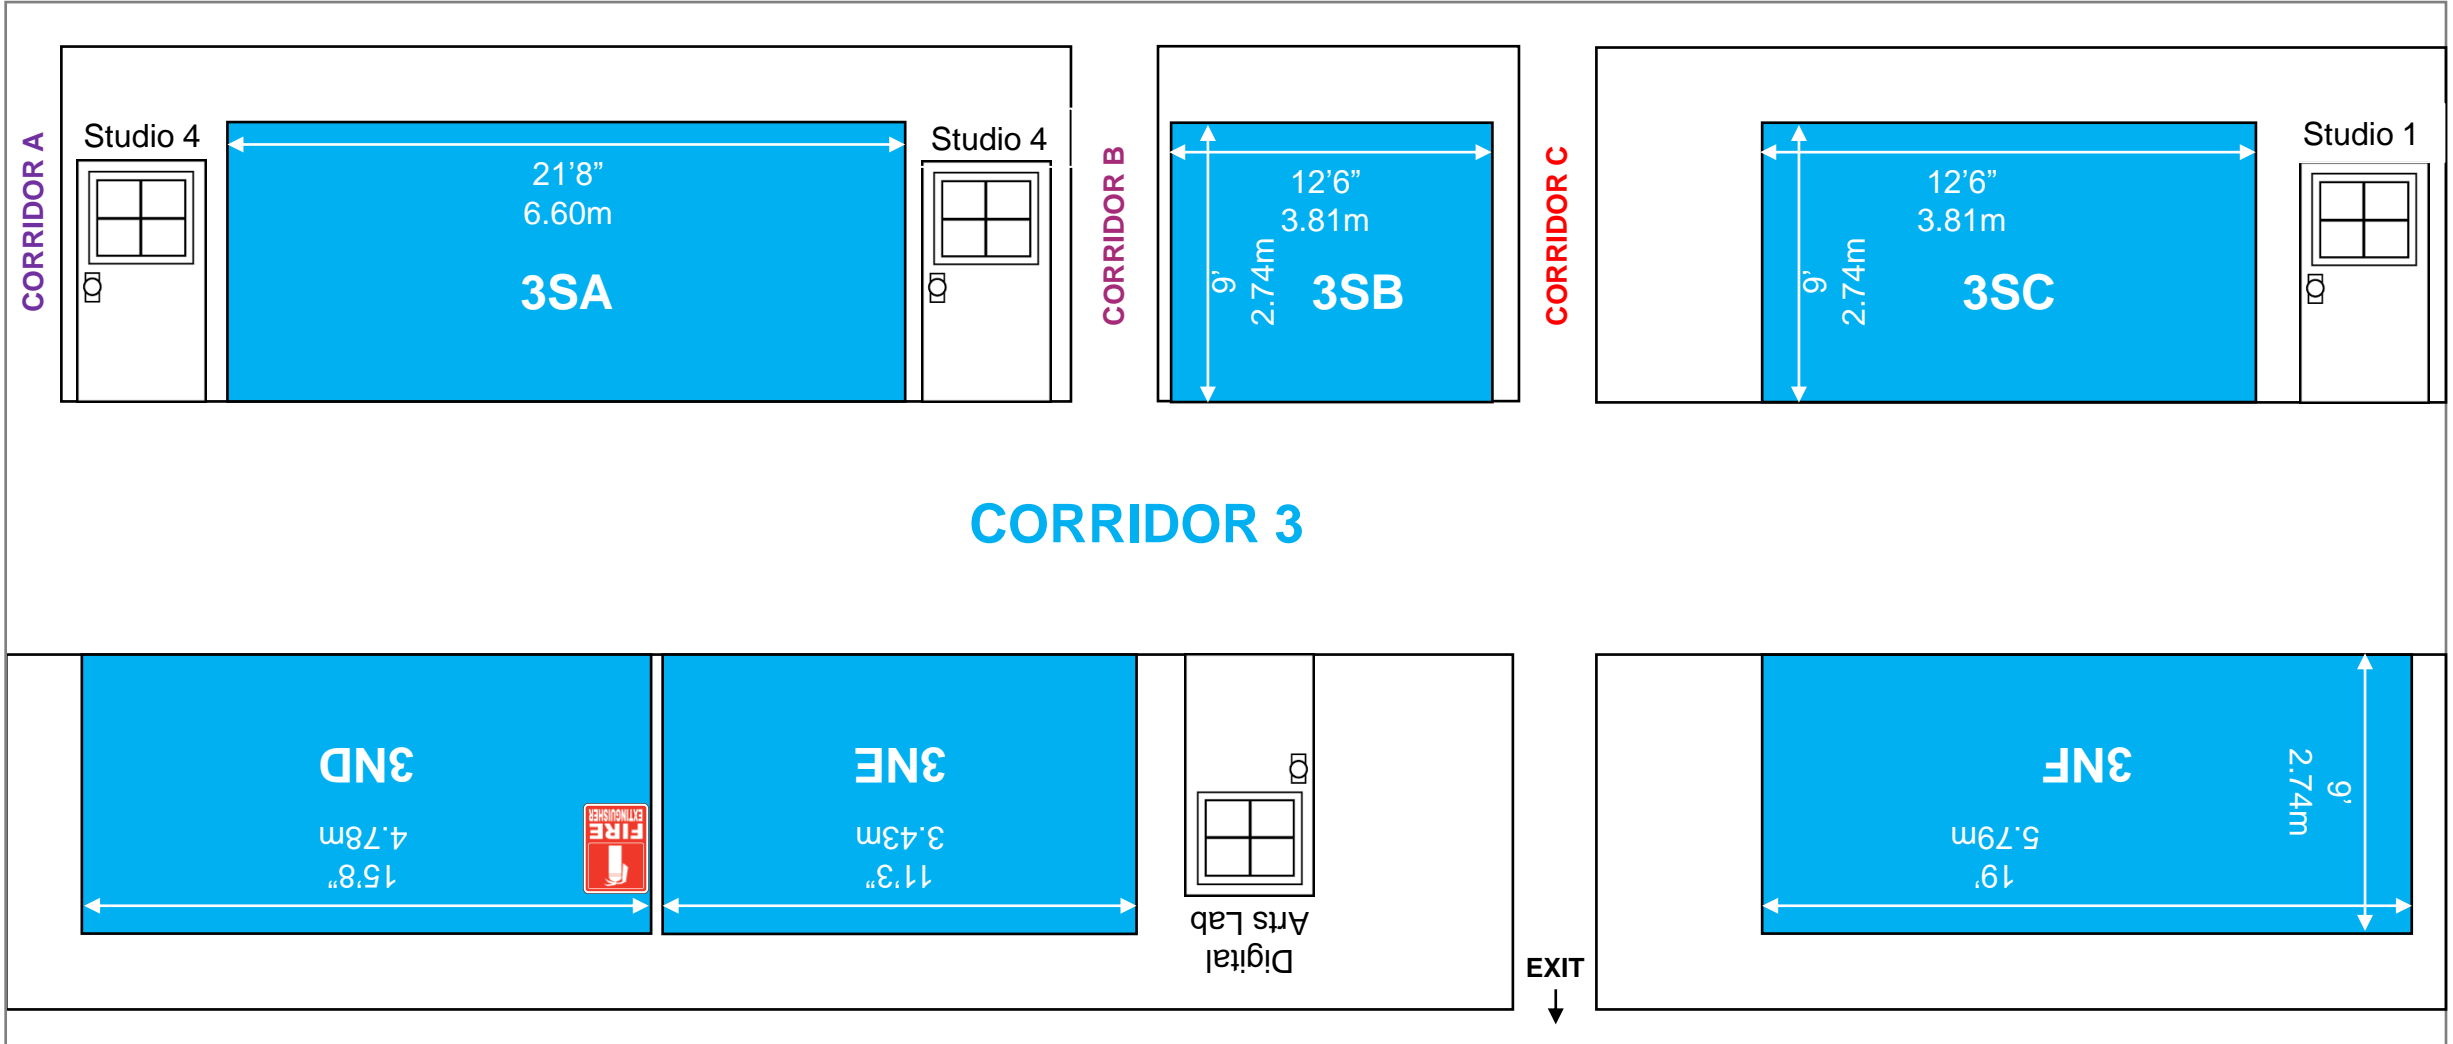 CORRIDOR A
Studio 4
21’8”
6.60m
3SA
Studio 4
CORRIDOR B
12’6”
3.81m
9’
2.74m
3SB
CORRIDOR C
12’6”
3.81m
9’
2.74m
3SC
Studio 1
CORRIDOR 3
3ND
15’8”
4.78m
FIRE
EXTINGUISHER
3NE
11’3”
3.43m
Digital
Arts Lab
EXIT
3NF
19’
5.79m
9’
2.74m